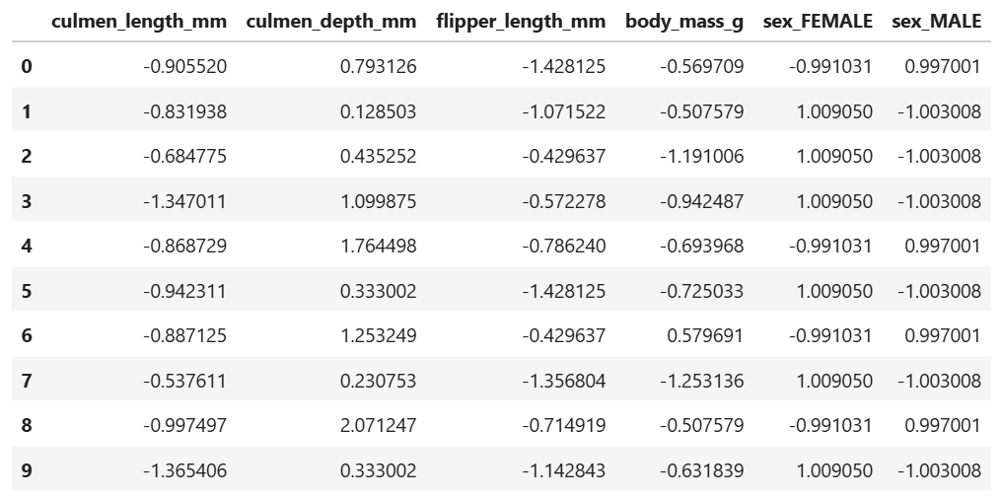 culmen_length_mm culmen_depth_mm flipper_length_mm body_mass_g sex_FEMALE sex_MALE
0 -0.905520 0.793126 -1.428125 -0.569709 -0.991031 0.997001
1 -0.831938 0.128503 -1.071522 -0.507579 1.009050 -1.003008
2 -0.684775 0.435252 -0.429637 -1.191006 1.009050 -1.003008
3 -1.347011 1.099875 -0.572278 -0.942487 1.009050 -1.003008
4 -0.868729 1.764498 -0.786240 -0.693968 -0.991031 0.997001
5 -0.942311 0.333002 -1.428125 -0.725033 1.009050 -1.003008
6 -0.887125 1.253249 -0.429637 0.579691 -0.991031 0.997001
7 -0.537611 0.230753 -1.356804 -1.253136 1.009050 -1.003008
8 -0.997497 2.071247 -0.714919 -0.507579 -0.991031 0.997001
9 -1.365406 0.333002 -1.142843 -0.631839 1.009050 -1.003008